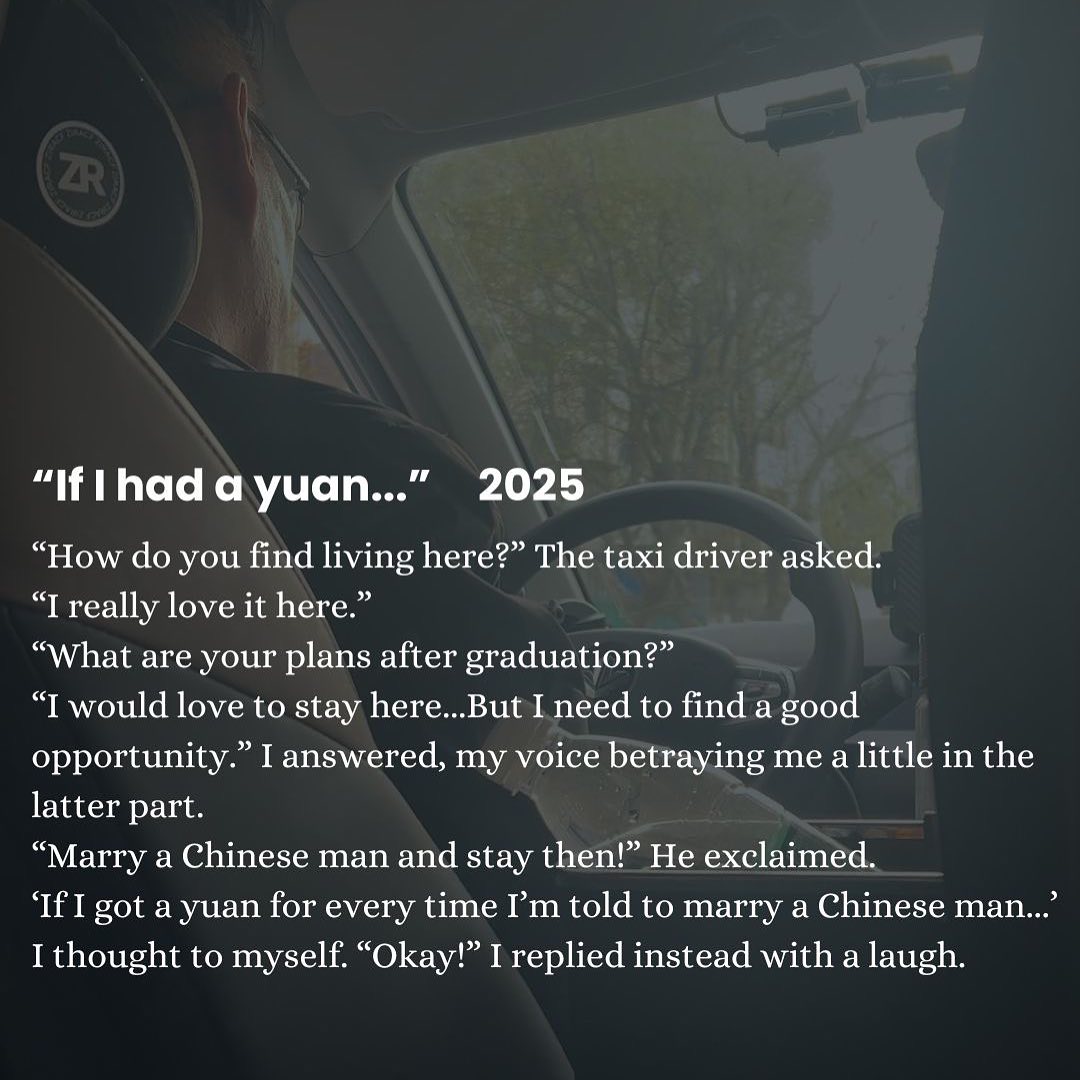 ZR
“If I had a yuan...” 2025
“How do you find living here?” The taxi driver asked.
“I really love it here.”
“What are your plans after graduation?”
“I would love to stay here...But I need to find a good
opportunity.” I answered, my voice betraying me a little in the
latter part.
“Marry a Chinese man and stay then!” He exclaimed.
‘If I got a yuan for every time I’m told to marry a Chinese man...’
I thought to myself. “Okay!” I replied instead with a laugh.